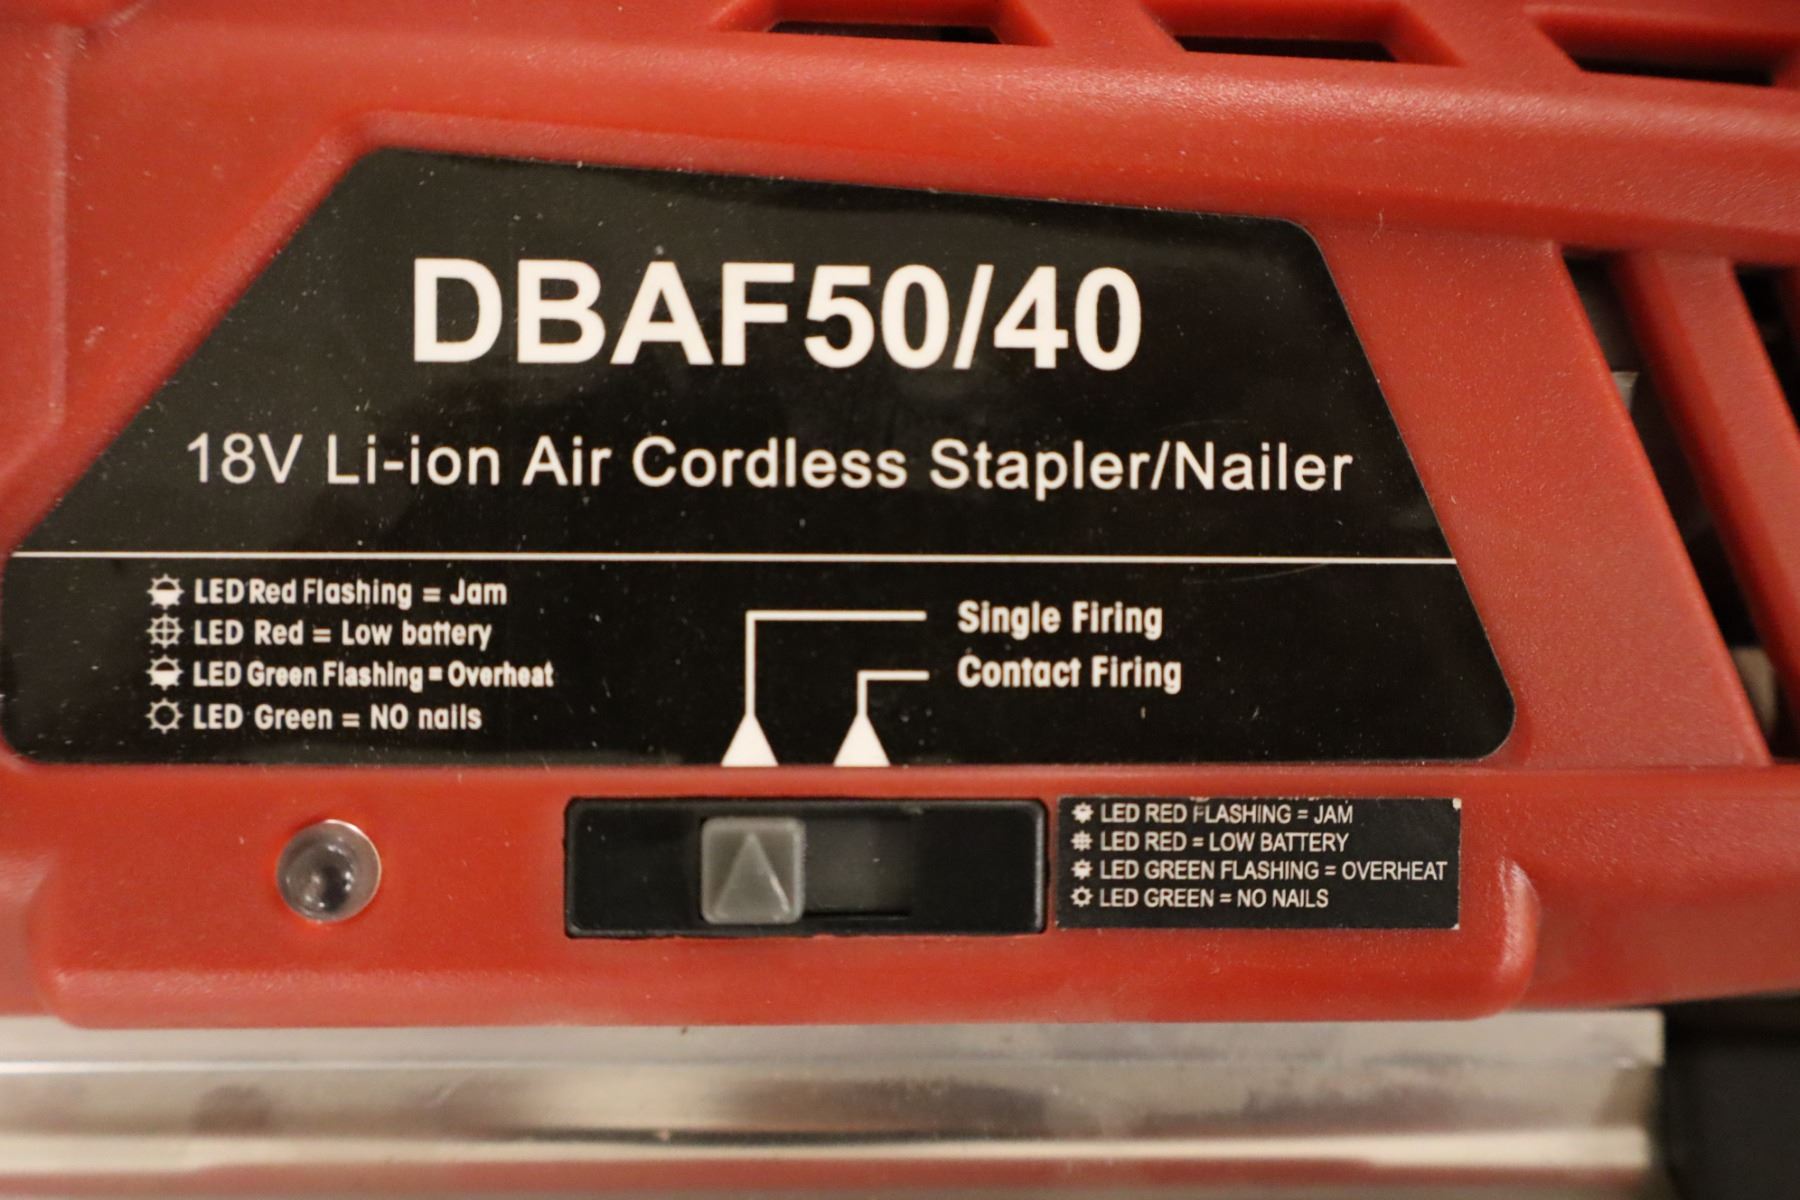 DBAF50/40
18V Li-ion Air Cordless Stapler/Nailer
LED Red Flashing = Jam
LED Red = Low battery
LED Green Flashing = Overheat
LED Green = NO nails
Single Firing
Contact Firing
LED RED FLASHING = JAM
LED RED = LOW BATTERY
LED GREEN FLASHING = OVERHEAT
LED GREEN = NO NAILS